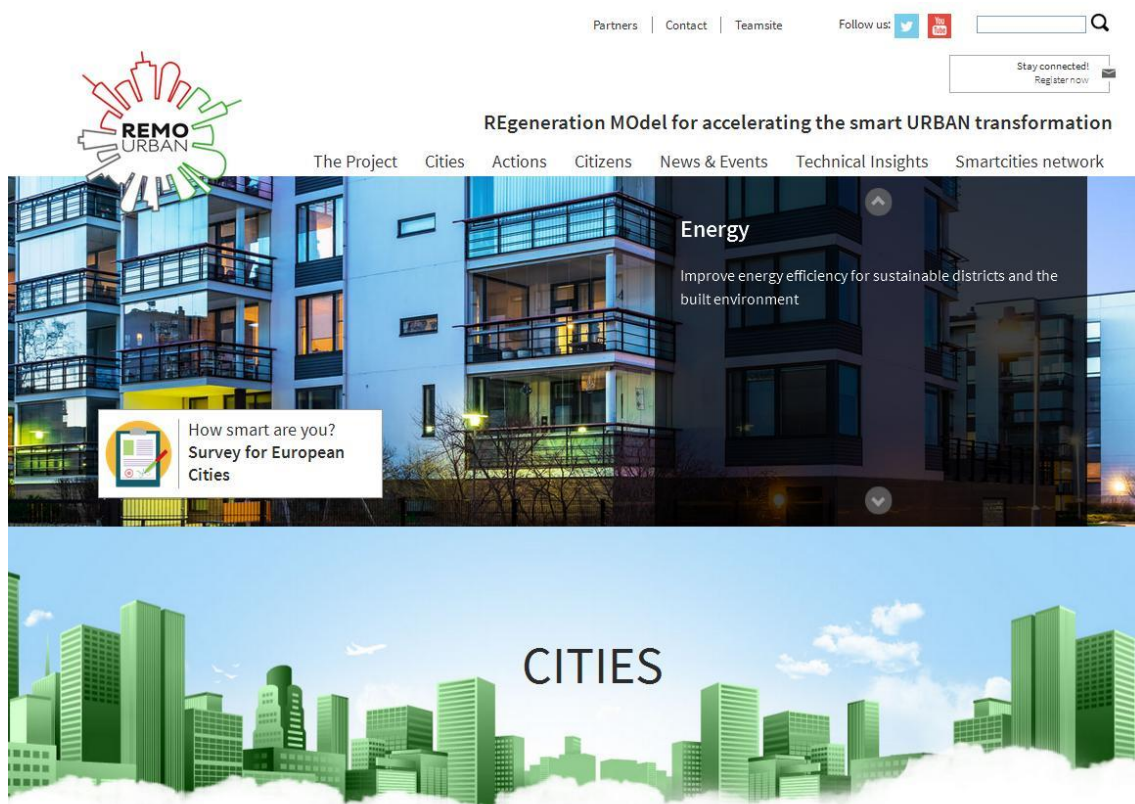 Partners Contact Teamsite Follow us:
You
Tube
Stay connected!
Register now
REMO
URBAN
REgeneration MOdel for accelerating the smart URBAN transformation
The Project Cities Actions Citizens News & Events Technical Insights Smartcities network
Energy
Improve energy efficiency for sustainable districts and the
built environment
How smart are you?
Survey for European
Cities
CITIES